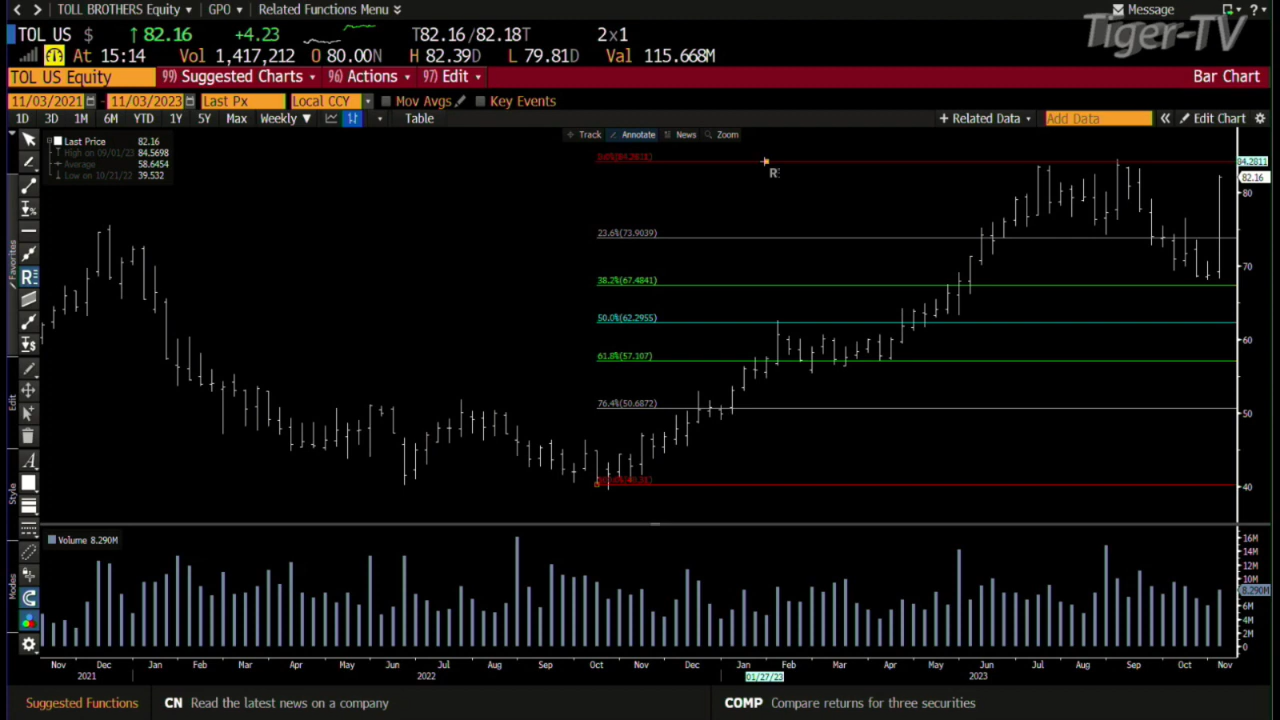 TOLL BROTHERS Equity ▾ GPO ▾ Related Functions Menu Message
TOL US $ ↑ 82.16 +4.23 T82.16/82.18T 2x1
Tiger-TV
At 15:14 Vol 1,417,212 O 80.00N H 82.39D L 79.81D Val 115.668M
TOL US Equity 99) Suggested Charts 96) Actions 97) Edit Bar Chart
11/03/2021 - 11/03/2023 Last Px Local CCY Mov Avgs Key Events
1D 3D 1M 6M YTD 1Y 5Y Max Weekly ▼ Table + Related Data Add Data « Edit Chart
Track Annotate News Zoom
Last Price 82.16
High on 09/01/23 84.5698
Average 58.6454
Low on 10/21/22 39.532
84.2811
82.16
80
70
60
50
40
R:
23.6%(73.9039)
38.2%(67.4841)
50.0%(62.2955)
61.8%(57.107)
76.4%(50.6872)
Favorites
Edit
Style
Modes
Volume 8.290M
16M
14M
12M
10M
8.290M
6M
4M
2M
0
Nov Dec Jan Feb Mar Apr May Jun Jul Aug Sep Oct Nov Dec Jan Feb Mar Apr May Jun Jul Aug Sep Oct Nov
2021 2022 01/27/23 2023
Suggested Functions CN Read the latest news on a company COMP Compare returns for three securities